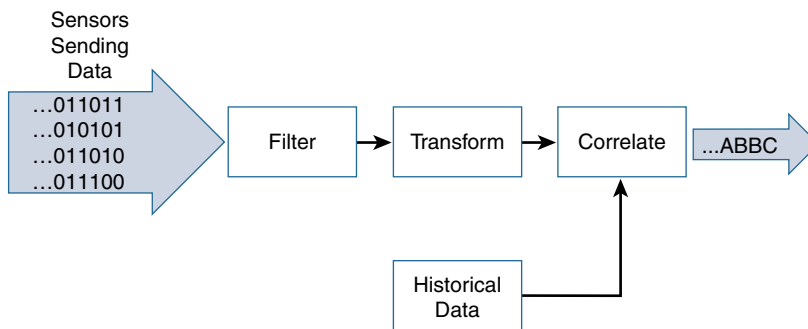 Sensors
Sending
Data
...011011
...010101
...011010
...011100
Filter
Transform
Correlate
...ABBC
Historical
Data